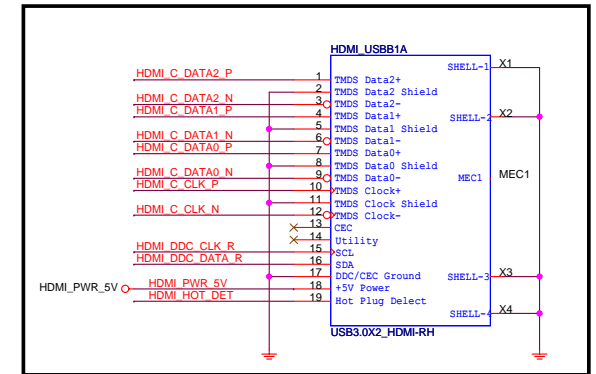 HDMI_USBB1A
HDMI_C_DATA2_P 1 TMDS Data2+ SHELL-1 X1
2 TMDS Data2 Shield
HDMI_C_DATA2_N 3 TMDS Data2-
HDMI_C_DATA1_P 4 TMDS Data1+ SHELL-2 X2
5 TMDS Data1 Shield
HDMI_C_DATA1_N 6 TMDS Data1-
HDMI_C_DATA0_P 7 TMDS Data0+
8 TMDS Data0 Shield
HDMI_C_DATA0_N 9 TMDS Data0- MEC1 MEC1
HDMI_C_CLK_P 10 TMDS Clock+
11 TMDS Clock Shield
HDMI_C_CLK_N 12 TMDS Clock-
13 CEC
14 Utility
HDMI_DDC_CLK_R 15 SCL
HDMI_DDC_DATA_R 16 SDA
17 DDC/CEC Ground SHELL-3 X3
HDMI_PWR_5V HDMI_PWR_5V 18 +5V Power
HDMI_HOT_DET 19 Hot Plug Delect
SHELL-4 X4
USB3.0X2_HDMI-RH